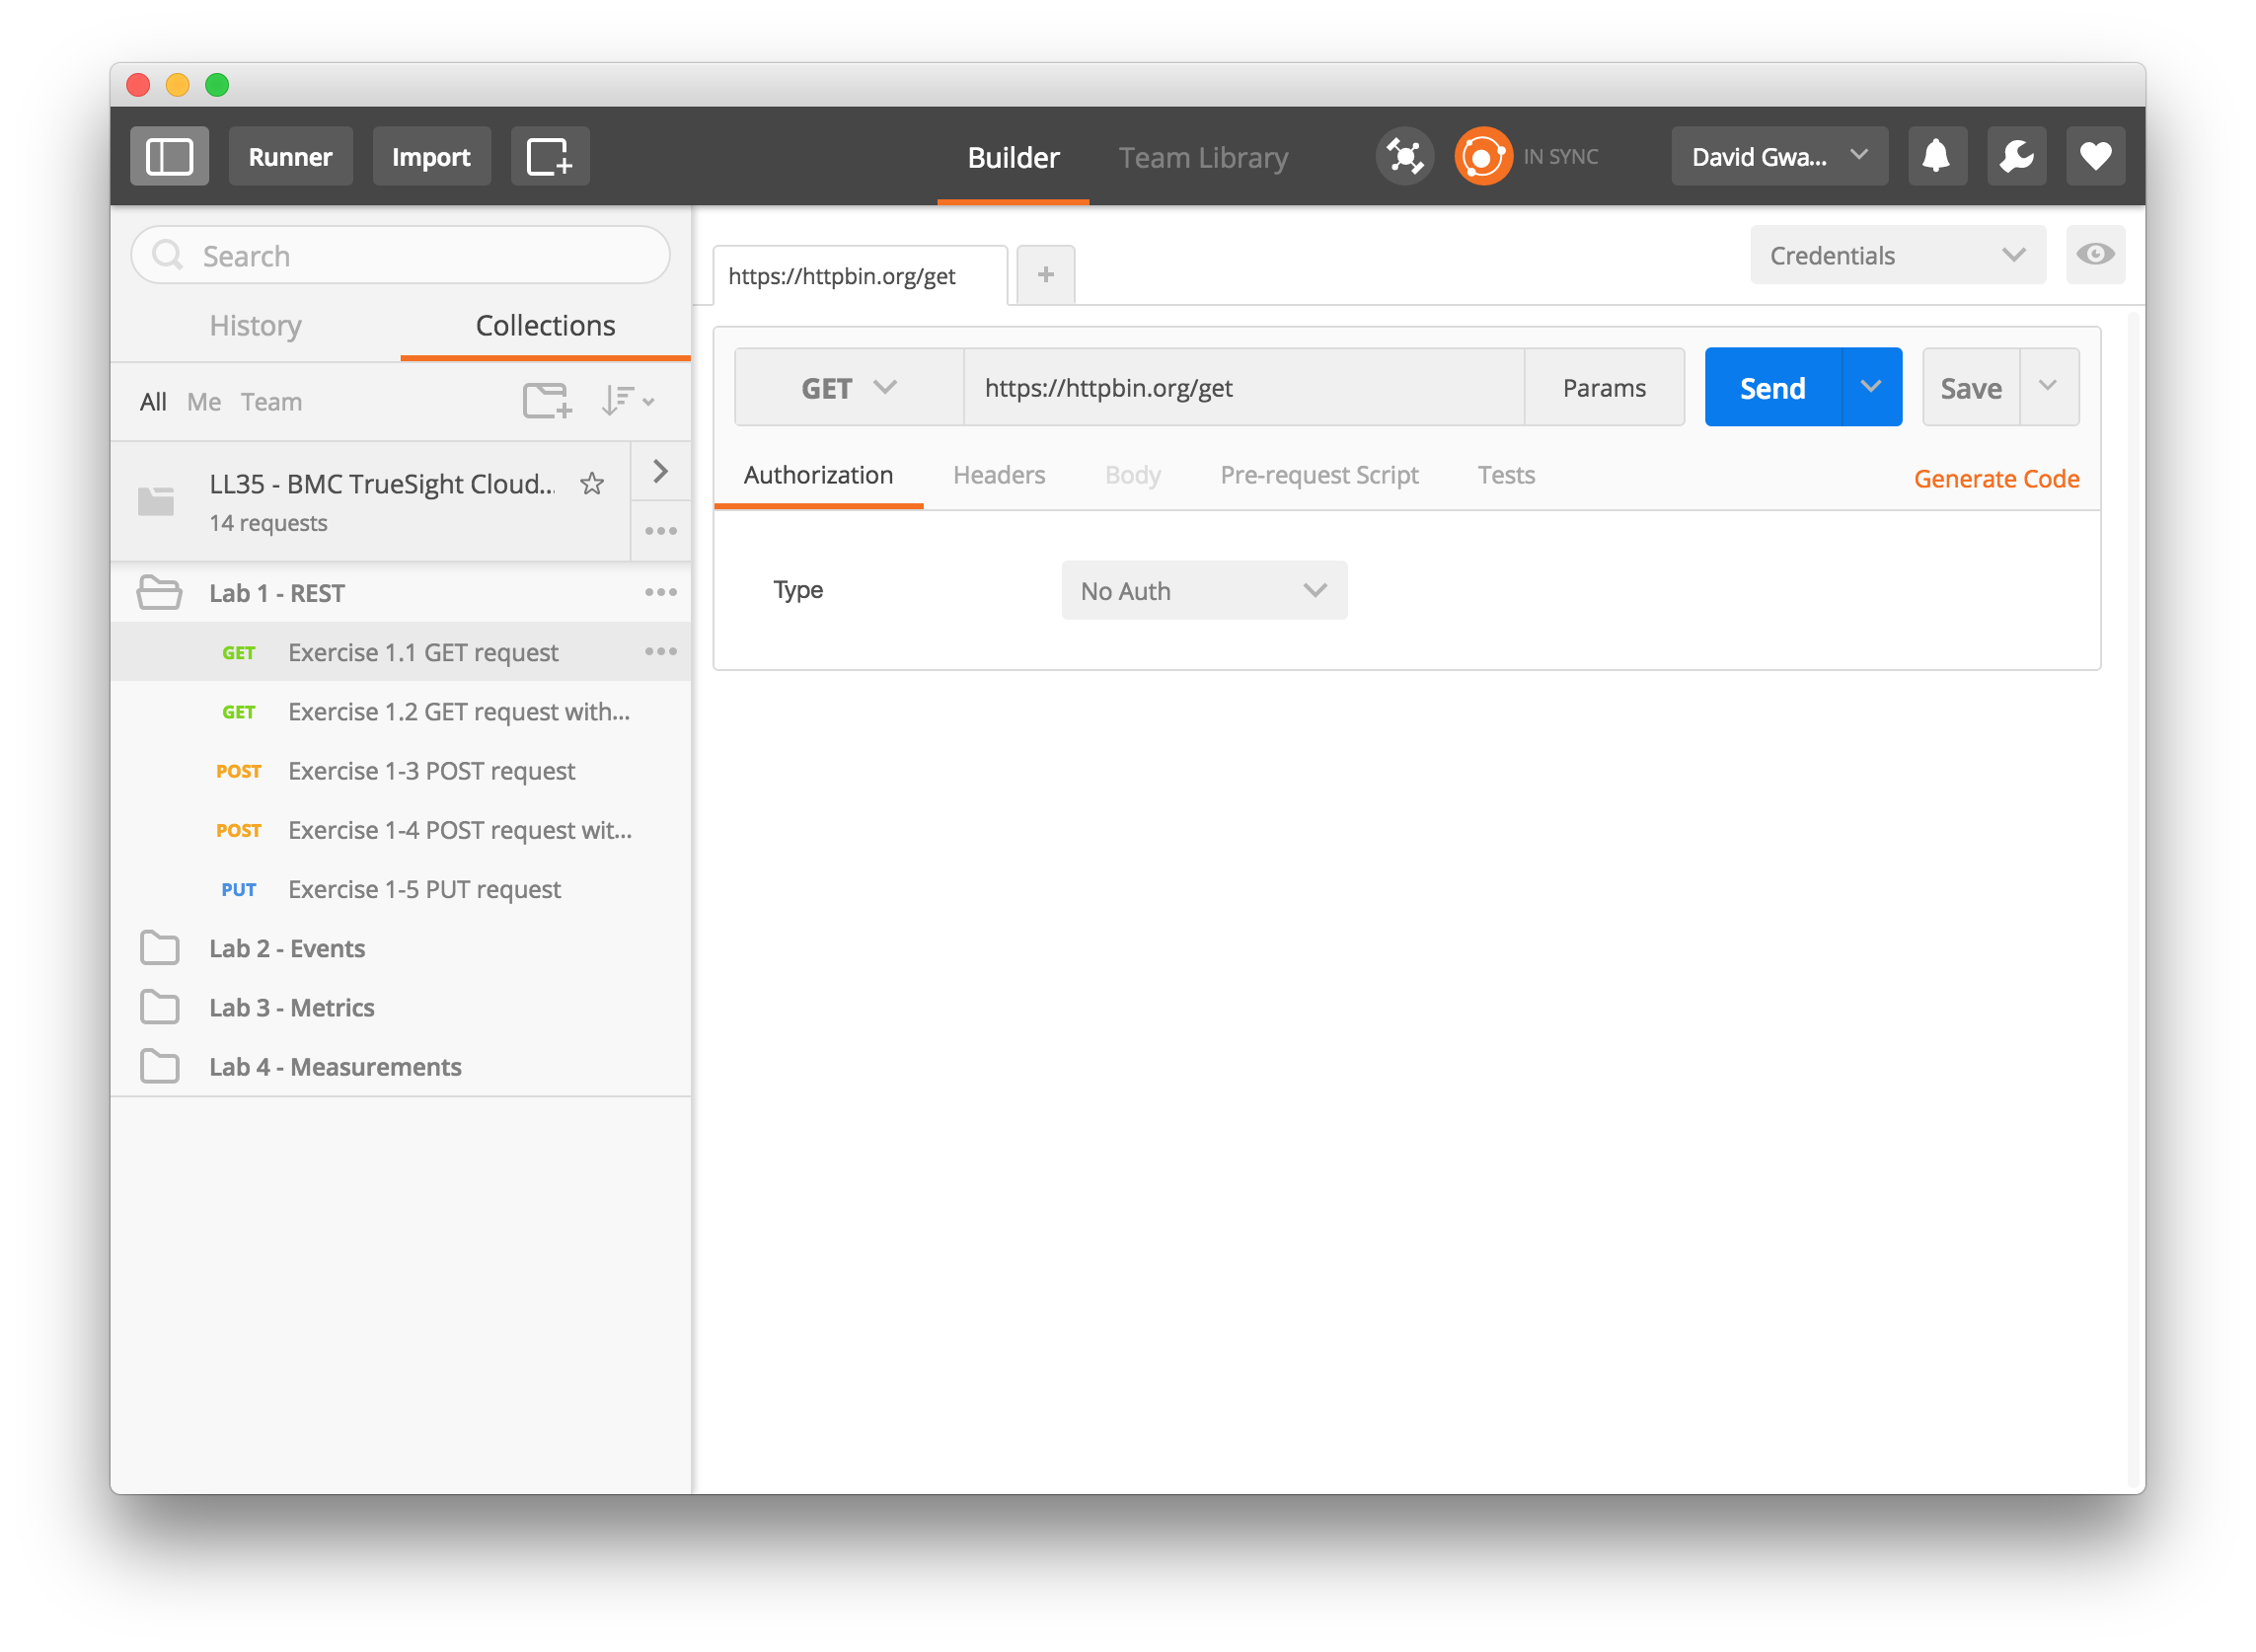 Runner Import Builder Team Library IN SYNC David Gwa...
Search
History Collections
All Me Team
LL35 - BMC TrueSight Cloud...
14 requests
Lab 1 - REST
GET Exercise 1.1 GET request
GET Exercise 1.2 GET request with...
POST Exercise 1-3 POST request
POST Exercise 1-4 POST request wit...
PUT Exercise 1-5 PUT request
Lab 2 - Events
Lab 3 - Metrics
Lab 4 - Measurements
https://httpbin.org/get
Credentials
GET https://httpbin.org/get Params Send Save
Authorization Headers Body Pre-request Script Tests Generate Code
Type No Auth